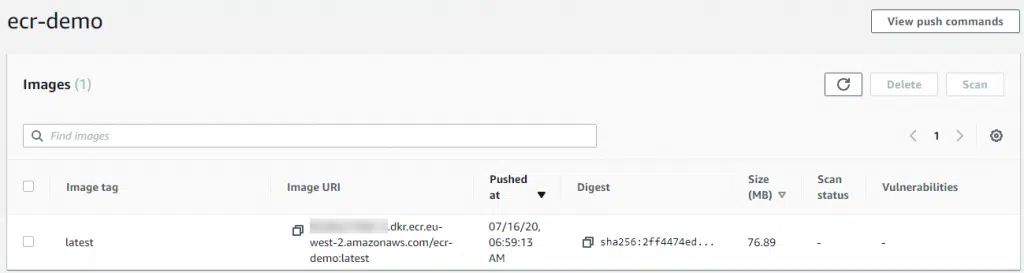 ecr-demo
View push commands
Images (1)
Delete
Scan
Find images
1
Image tag
Image URI
Pushed
at
Digest
Size
(MB)
Scan
status
Vulnerabilities
latest
.dkr.ecr.eu-
west-2.amazonaws.com/ecr-
demo:latest
07/16/20,
06:59:13
AM
sha256:2ff4474ed...
76.89
-
-